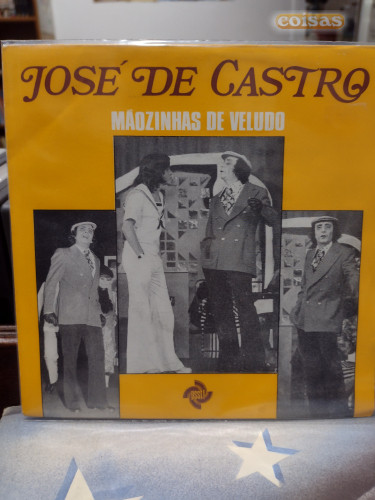 coisas
JOSÉ DE CASTRO
MÃOZINHAS DE VELUDO